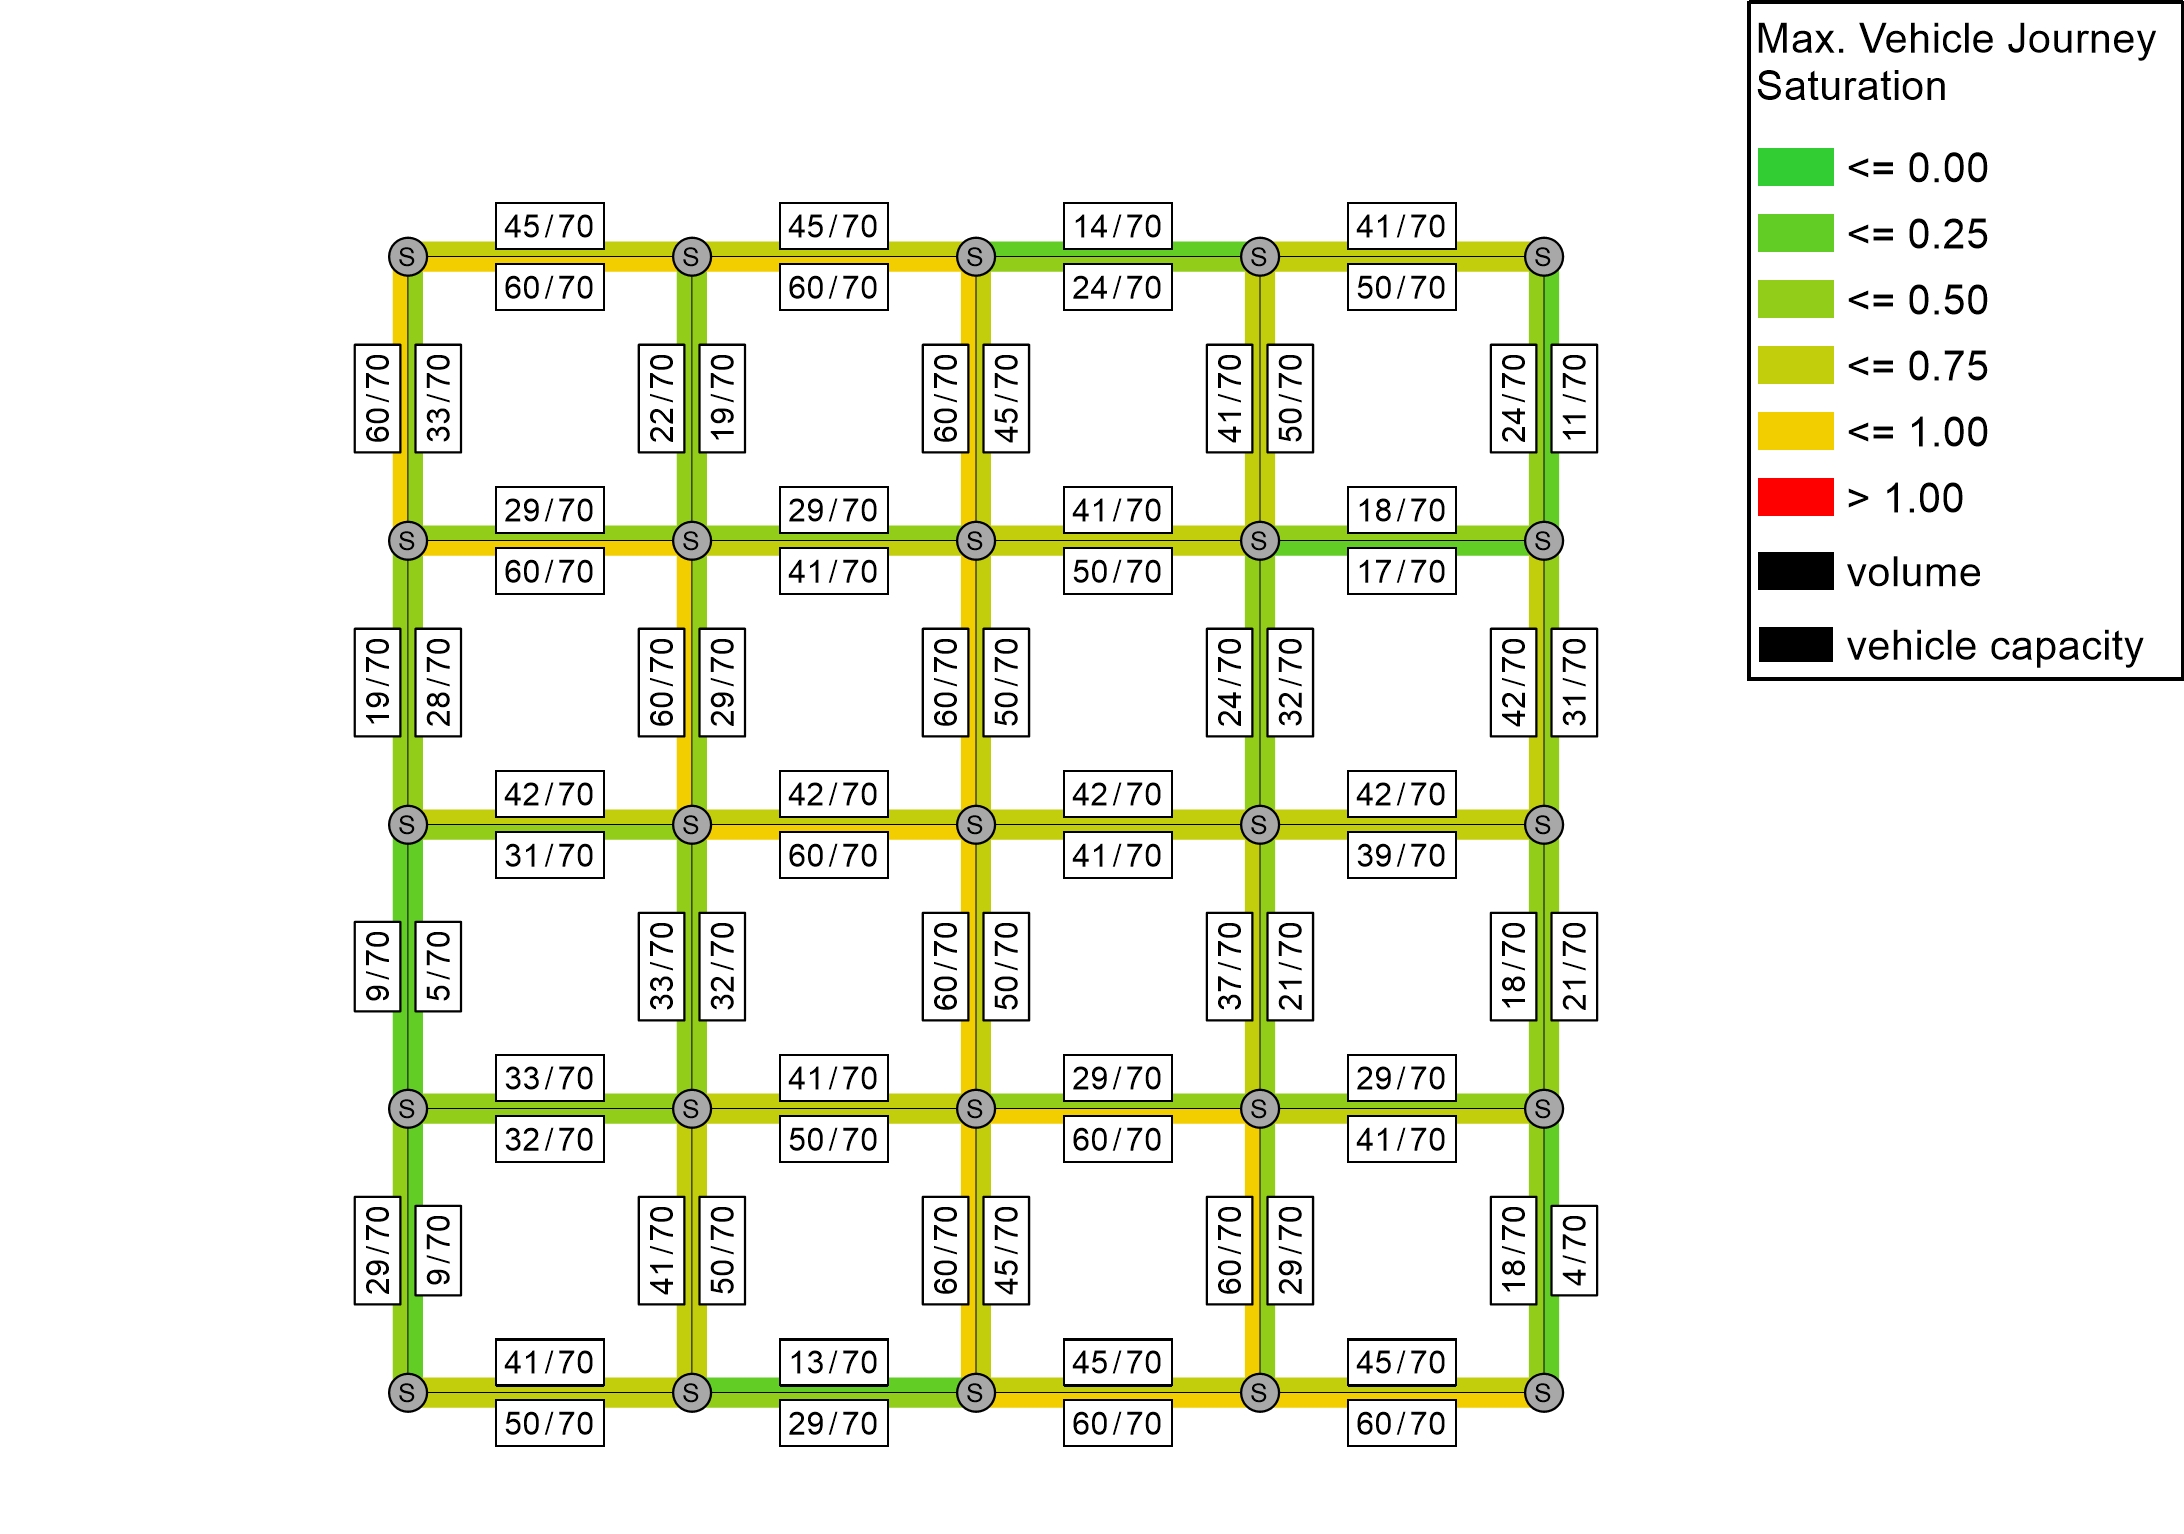 Max. Vehicle Journey
Saturation
<= 0.00
<= 0.25
<= 0.50
<= 0.75
<= 1.00
> 1.00
volume
vehicle capacity
45/70 45/70 14/70 41/70
S S S S S
60/70 60/70 24/70 50/70
60/70 33/70 22/70 19/70 60/70 45/70 41/70 50/70 24/70 11/70
29/70 29/70 41/70 18/70
S S S S S
60/70 41/70 50/70 17/70
19/70 28/70 60/70 29/70 60/70 50/70 24/70 32/70 42/70 31/70
42/70 42/70 42/70 42/70
S S S S S
31/70 60/70 41/70 39/70
9/70 5/70 33/70 32/70 60/70 50/70 37/70 21/70 18/70 21/70
33/70 41/70 29/70 29/70
S S S S S
32/70 50/70 60/70 41/70
29/70 9/70 41/70 50/70 60/70 45/70 60/70 29/70 18/70 4/70
41/70 13/70 45/70 45/70
S S S S S
50/70 29/70 60/70 60/70